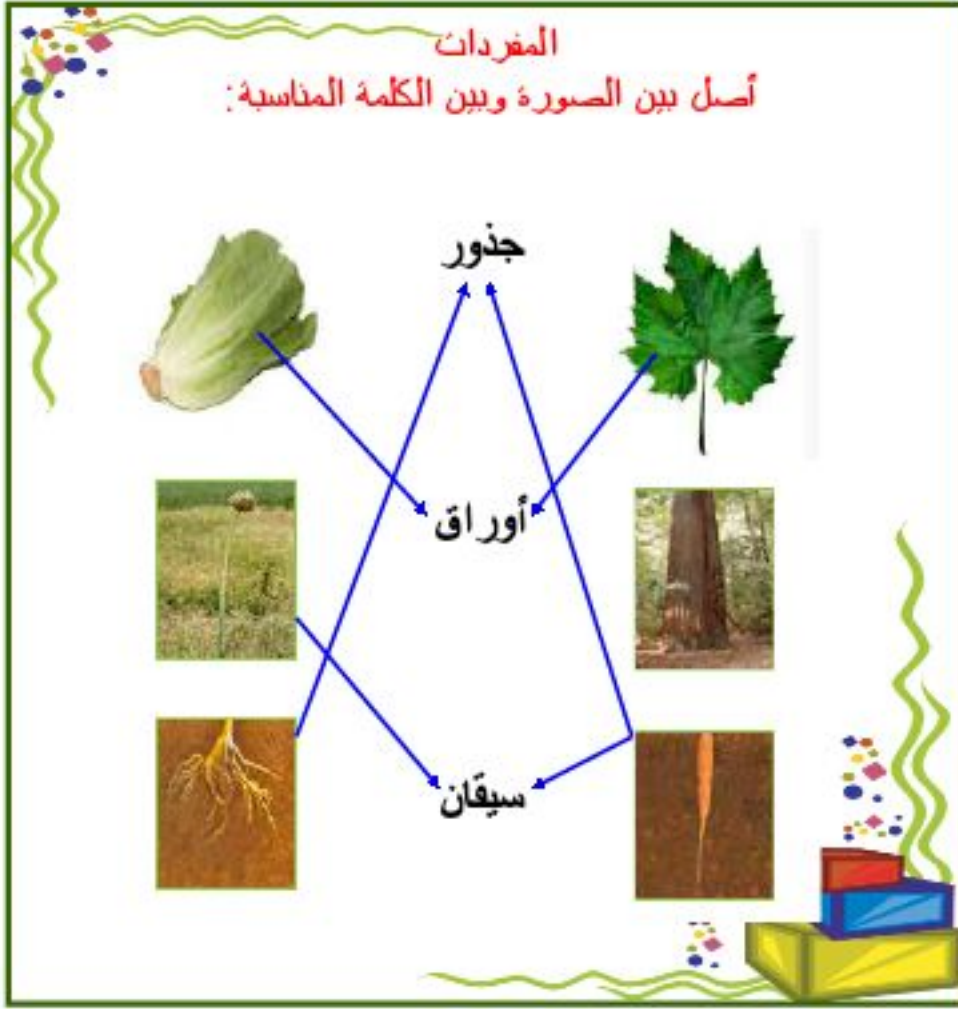 المفردات
أصل بين الصورة وبين الكلمة المناسبة:
جذور
أوراق
سيقان